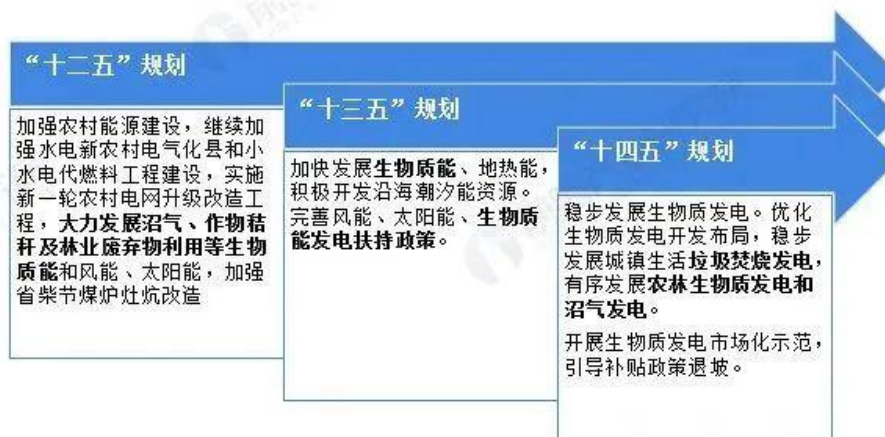 “十二五”规划
加强农村能源建设，继续加
强水电新农村电气化县和小
水电代燃料工程建设，实施
新一轮农村电网升级改造工
程，大力发展沼气、作物秸
秆及林业废弃物利用等生物
质能和风能、太阳能，加强
省柴节煤炉灶炕改造
“十三五”规划
加快发展生物质能、地热能，
积极开发沿海潮汐能资源。
完善风能、太阳能、生物质
能发电扶持政策。
“十四五”规划
稳步发展生物质发电。优化
生物质发电开发布局，稳步
发展城镇生活垃圾焚烧发电，
有序发展农林生物质发电和
沼气发电。
开展生物质发电市场化示范，
引导补贴政策退坡。